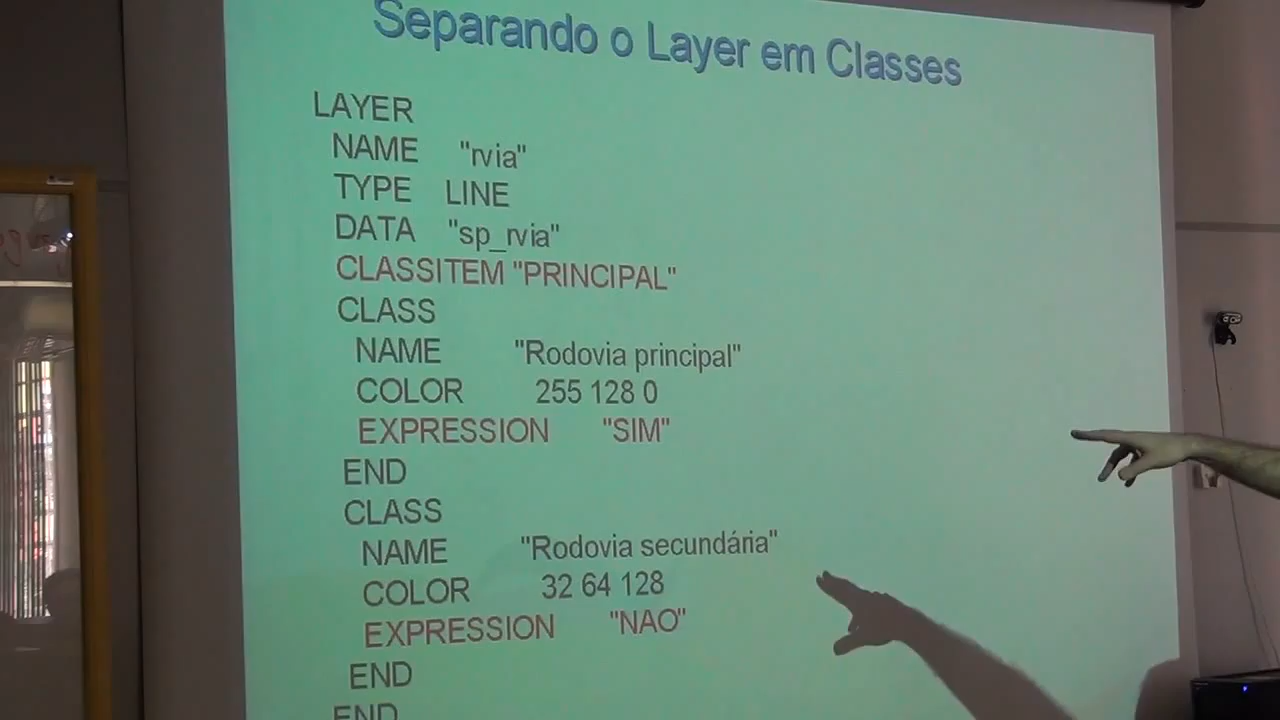 Separando o Layer em Classes
LAYER
NAME "rvia"
TYPE LINE
DATA "sp_rvia"
CLASSITEM "PRINCIPAL"
CLASS
NAME "Rodovia principal"
COLOR 255 128 0
EXPRESSION "SIM"
END
CLASS
NAME "Rodovia secundária"
COLOR 32 64 128
EXPRESSION "NAO"
END
END